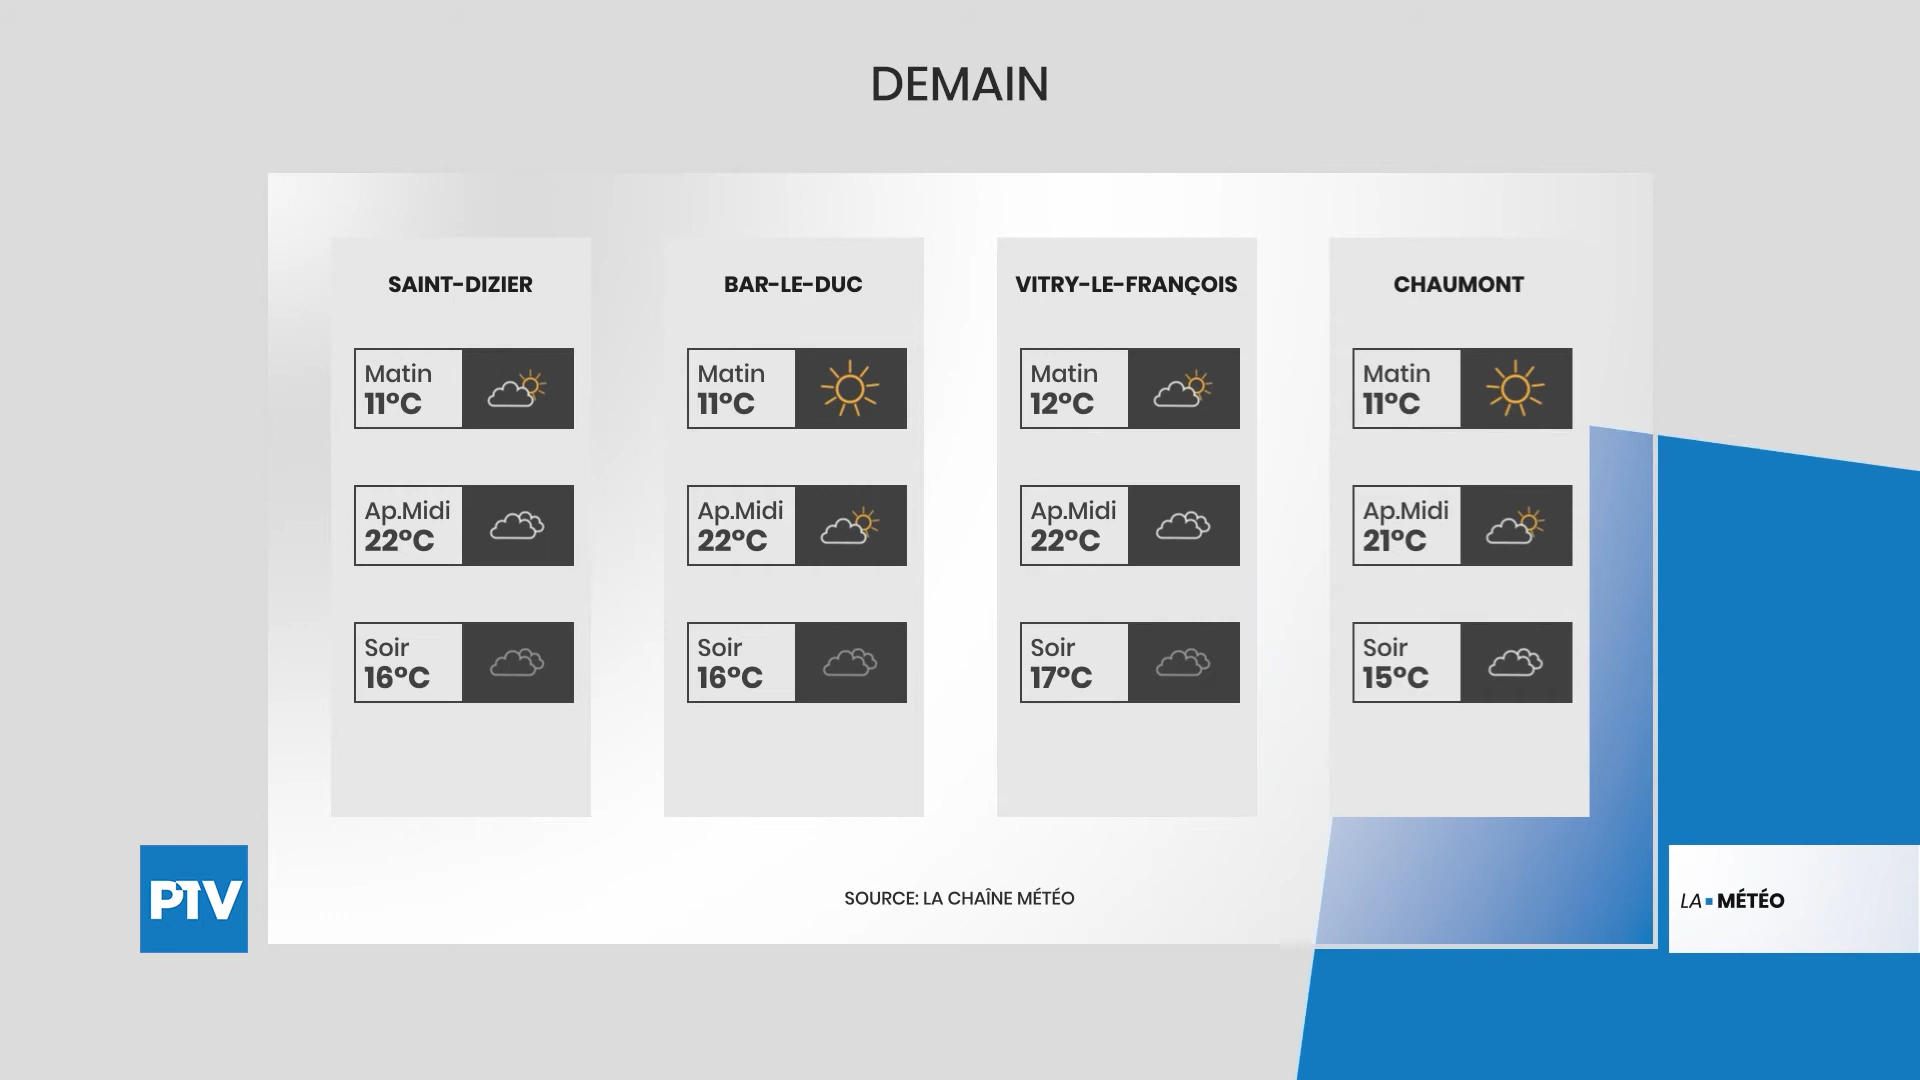 DEMAIN
SAINT-DIZIER
Matin
11°C
Ap.Midi
22°C
Soir
16°C
BAR-LE-DUC
Matin
11°C
Ap.Midi
22°C
Soir
16°C
VITRY-LE-FRANÇOIS
Matin
12°C
Ap.Midi
22°C
Soir
17°C
CHAUMONT
Matin
11°C
Ap.Midi
21°C
Soir
15°C
SOURCE: LA CHAÎNE MÉTÉO
PTV
LA▪MÉTÉO